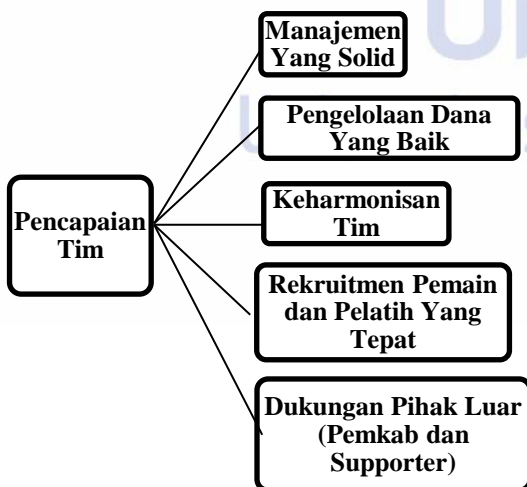 Manajemen
Yang Solid
Pengelolaan Dana
Yang Baik
Pencapaian
Tim
Keharmonisan
Tim
Rekruitmen Pemain
dan Pelatih Yang
Tepat
Dukungan Pihak Luar
(Pemkab dan
Supporter)